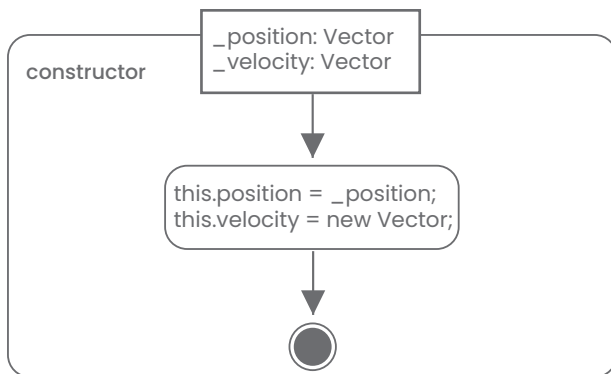 _position: Vector
_velocity: Vector
constructor
this.position = _position;
this.velocity = new Vector;